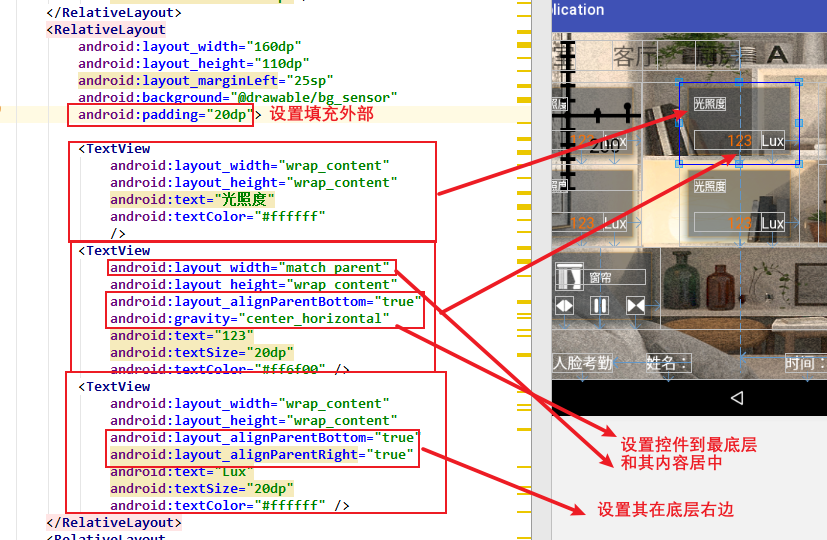 </RelativeLayout>
<RelativeLayout
android:layout_width="160dp"
android:layout_height="110dp"
android:layout_marginLeft="25sp"
android:background="@drawable/bg_sensor"
android:padding="20dp">
设置填充外部
<TextView
android:layout_width="wrap_content"
android:layout_height="wrap_content"
android:text="光照度"
android:textColor="#ffffff"
/>
<TextView
android:layout_width="match_parent"
android:layout_height="wrap_content"
android:layout_alignParentBottom="true"
android:gravity="center_horizontal"
android:text="123"
android:textSize="20dp"
android:textColor="#ff6f00" />
<TextView
android:layout_width="wrap_content"
android:layout_height="wrap_content"
android:layout_alignParentBottom="true"
android:layout_alignParentRight="true"
android:text="Lux"
android:textSize="20dp"
android:textColor="#ffffff" />
</RelativeLayout>
<RelativeLayout
plication
客厅
A
光照度
123 Lux
200
Lux
光照度
123 Lux
123 Lux
窗帘
人脸考勤
姓名：
时间：
设置控件到最底层
和其内容居中
设置其在底层右边